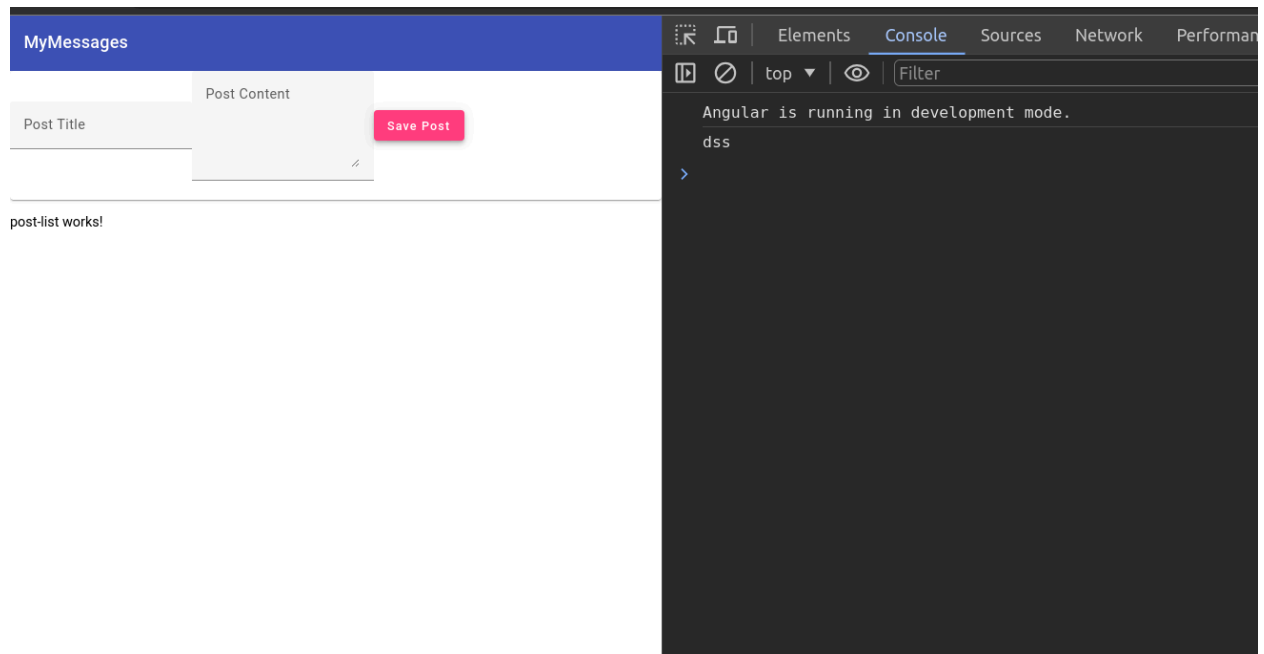 MyMessages
Post Title
Post Content
Save Post
post-list works!
Elements Console Sources Network Performan
top Filter
Angular is running in development mode.
dss